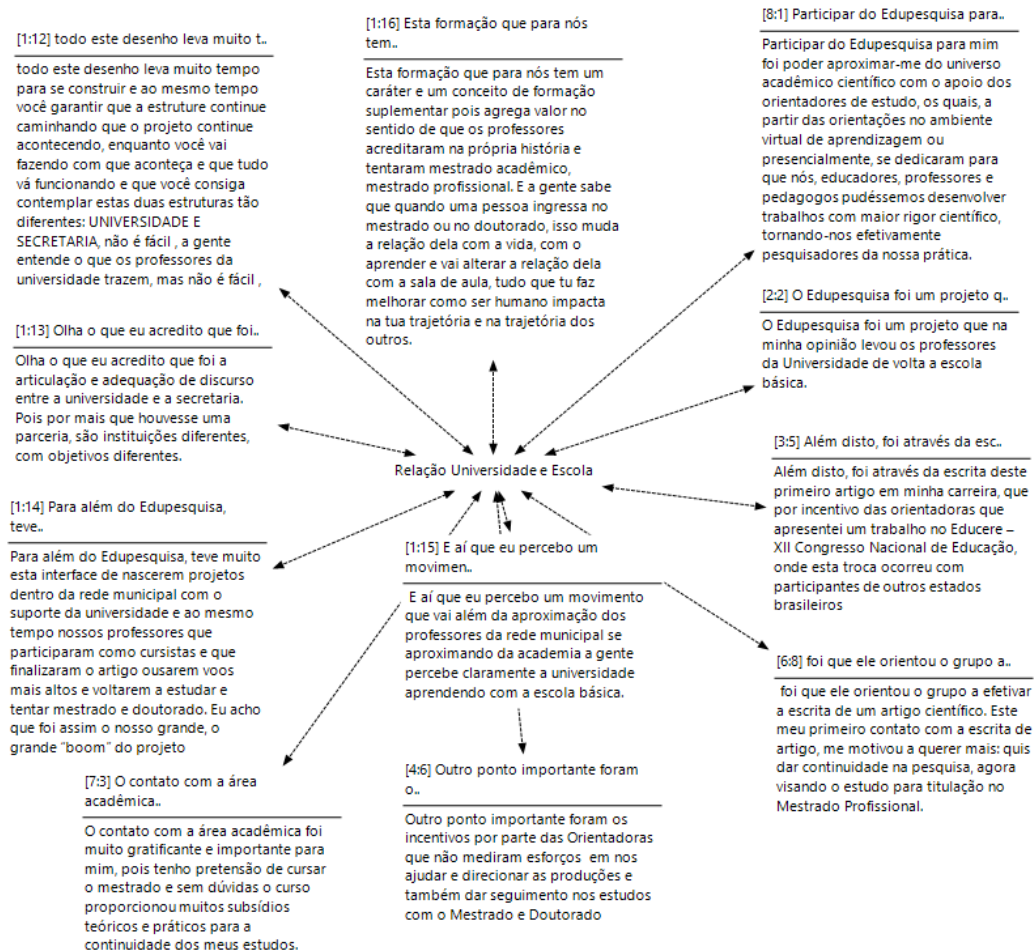 [1:12] todo este desenho leva muito t..
todo este desenho leva muito tempo
para se construir e ao mesmo tempo
você garantir que a estruture continue
caminhando que o projeto continue
acontecendo, enquanto você vai
fazendo com que aconteça e que tudo
vá funcionando e que você consiga
contemplar estas duas estruturas tão
diferentes: UNIVERSIDADE E
SECRETARIA, não é fácil , a gente
entende o que os professores da
universidade trazem, mas não é fácil ,
[1:16] Esta formação que para nós
tem..
Esta formação que para nós tem um
caráter e um conceito de formação
suplementar pois agrega valor no
sentido de que os professores
acreditaram na própria história e
tentaram mestrado acadêmico,
mestrado profissional. E a gente sabe
que quando uma pessoa ingressa no
mestrado ou no doutorado, isso muda
a relação dela com a vida, com o
aprender e vai alterar a relação dela
com a sala de aula, tudo que tu faz
melhorar como ser humano impacta
na tua trajetória e na trajetória dos
outros.
[8:1] Participar do Edupesquisa para..
Participar do Edupesquisa para mim
foi poder aproximar-me do universo
acadêmico científico com o apoio dos
orientadores de estudo, os quais, a
partir das orientações no ambiente
virtual de aprendizagem ou
presencialmente, se dedicaram para
que nós, educadores, professores e
pedagogos pudéssemos desenvolver
trabalhos com maior rigor científico,
tornando-nos efetivamente
pesquisadores da nossa prática.
[1:13] Olha o que eu acredito que foi..
Olha o que eu acredito que foi a
articulação e adequação de discurso
entre a universidade e a secretaria.
Pois por mais que houvesse uma
parceria, são instituições diferentes,
com objetivos diferentes.
[2:2] O Edupesquisa foi um projeto q..
O Edupesquisa foi um projeto que na
minha opinião levou os professores
da Universidade de volta a escola
básica.
Relação Universidade e Escola
[3:5] Além disto, foi através da esc..
Além disto, foi através da escrita deste
primeiro artigo em minha carreira, que
por incentivo das orientadoras que
apresentei um trabalho no Educere –
XII Congresso Nacional de Educação,
onde esta troca ocorreu com
participantes de outros estados
brasileiros
[1:14] Para além do Edupesquisa,
teve..
Para além do Edupesquisa, teve muito
esta interface de nascerem projetos
dentro da rede municipal com o
suporte da universidade e ao mesmo
tempo nossos professores que
participaram como cursistas e que
finalizaram o artigo ousarem voos
mais altos e voltarem a estudar e
tentar mestrado e doutorado. Eu acho
que foi assim o nosso grande, o
grande "boom" do projeto
[1:15] E aí que eu percebo um
movimen..
E aí que eu percebo um movimento
que vai além da aproximação dos
professores da rede municipal se
aproximando da academia a gente
percebe claramente a universidade
aprendendo com a escola básica.
[6:8] foi que ele orientou o grupo a..
foi que ele orientou o grupo a efetivar
a escrita de um artigo científico. Este
meu primeiro contato com a escrita de
artigo, me motivou a querer mais: quis
dar continuidade na pesquisa, agora
visando o estudo para titulação no
Mestrado Profissional.
[7:3] O contato com a área
acadêmica..
O contato com a área acadêmica foi
muito gratificante e importante para
mim, pois tenho pretensão de cursar
o mestrado e sem dúvidas o curso
proporcionou muitos subsídios
teóricos e práticos para a
continuidade dos meus estudos.
[4:6] Outro ponto importante foram
o..
Outro ponto importante foram os
incentivos por parte das Orientadoras
que não mediram esforços em nos
ajudar e direcionar as produções e
também dar seguimento nos estudos
com o Mestrado e Doutorado